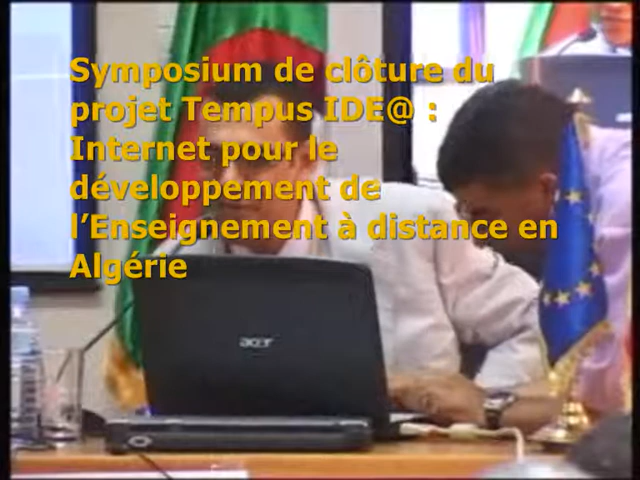 Symposium de clôture du
projet Tempus IDE@ :
Internet pour le
développement de
l’Enseignement à distance en
Algérie
acer